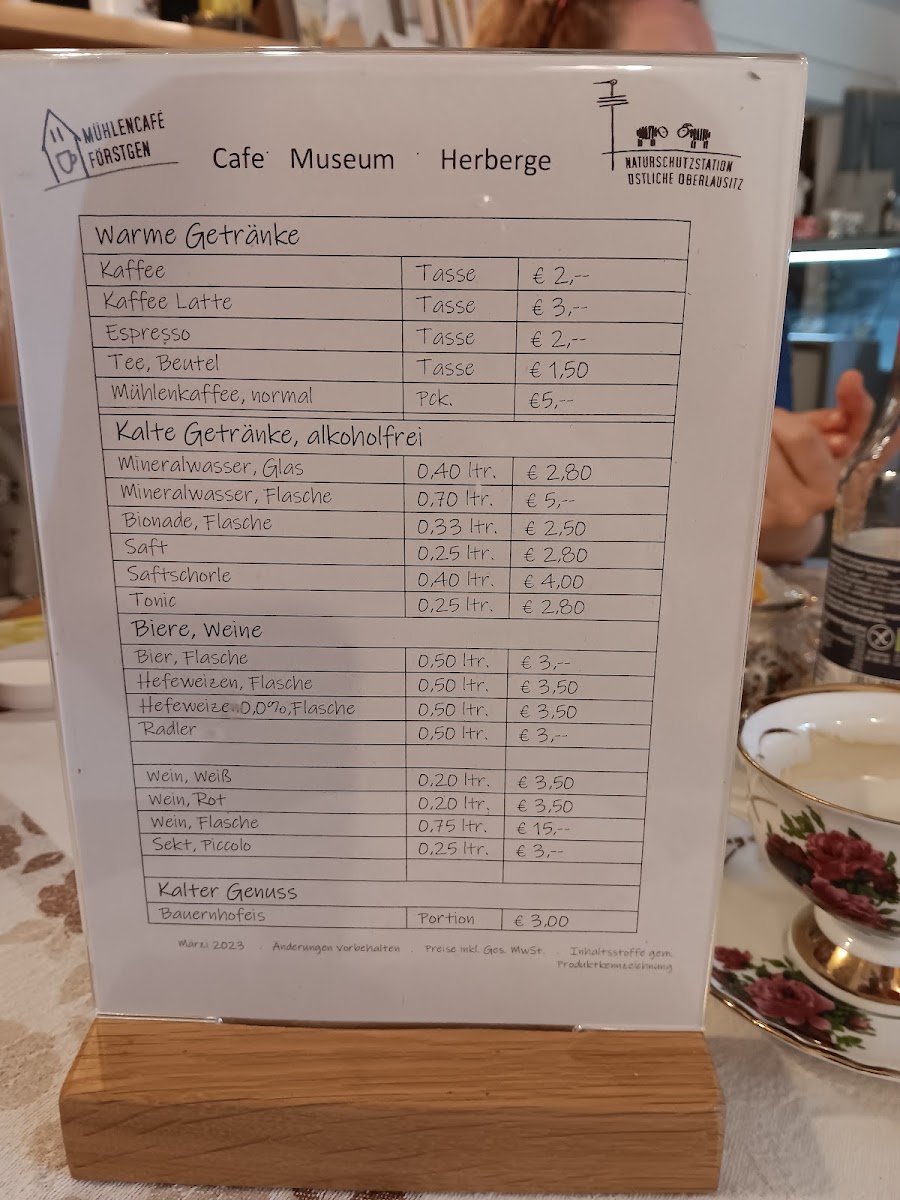 MÜHLENCAFÉ
FÖRSTGEN
Cafe · Museum · Herberge
NATURSCHUTZSTATION
ÖSTLICHE OBERLAUSITZ
Warme Getränke
Kaffee Tasse € 2,--
Kaffee Latte Tasse € 3,--
Espresso Tasse € 2,--
Tee, Beutel Tasse € 1,50
Mühlenkaffee, normal Pck. €5,--
Kalte Getränke, alkoholfrei
Mineralwasser, Glas 0,40 ltr. € 2,80
Mineralwasser, Flasche 0,70 ltr. € 5,--
Bionade, Flasche 0,33 ltr. € 2,50
Saft 0,25 ltr. € 2,80
Saftschorle 0,40 ltr. € 4,00
Tonic 0,25 ltr. € 2,80
Biere, Weine
Bier, Flasche 0,50 ltr. € 3,--
Hefeweizen, Flasche 0,50 ltr. € 3,50
Hefeweizen0,0%,Flasche 0,50 ltr. € 3,50
Radler 0,50 ltr. € 3,--
Wein, Weiß 0,20 ltr. € 3,50
Wein, Rot 0,20 ltr. € 3,50
Wein, Flasche 0,75 ltr. € 15,--
Sekt, Piccolo 0,25 ltr. € 3,--
Kalter Genuss
Bauernhofeis Portion € 3,00
März 2023 . Änderungen vorbehalten . Preise inkl. Ges. MwSt. . Inhaltsstoffe gem.
Produktkennzeichnung